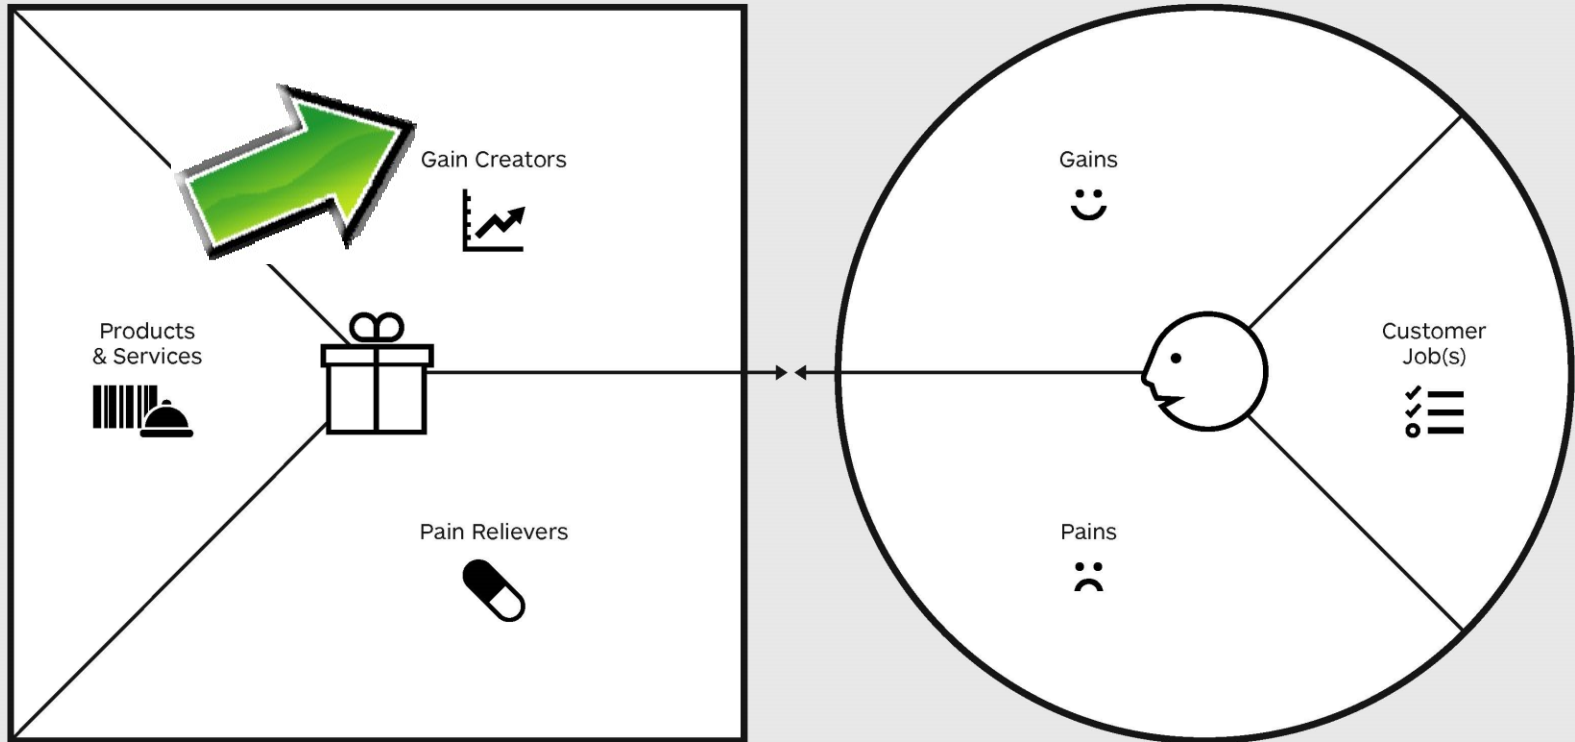 Gain Creators
Gains
Products
& Services
Customer
Job(s)
Pain Relievers
Pains